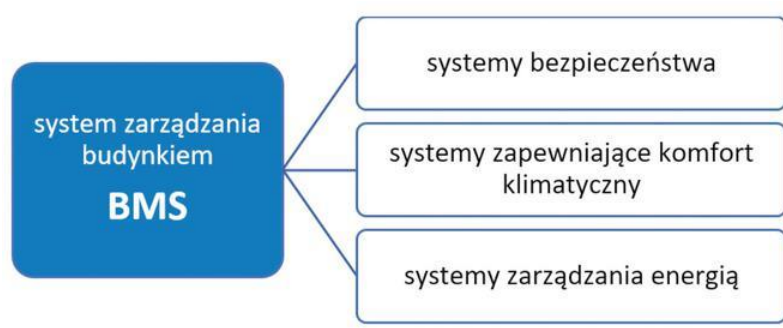 system zarządzania
budynkiem
BMS
systemy bezpieczeństwa
systemy zapewniające komfort
klimatyczny
systemy zarządzania energią